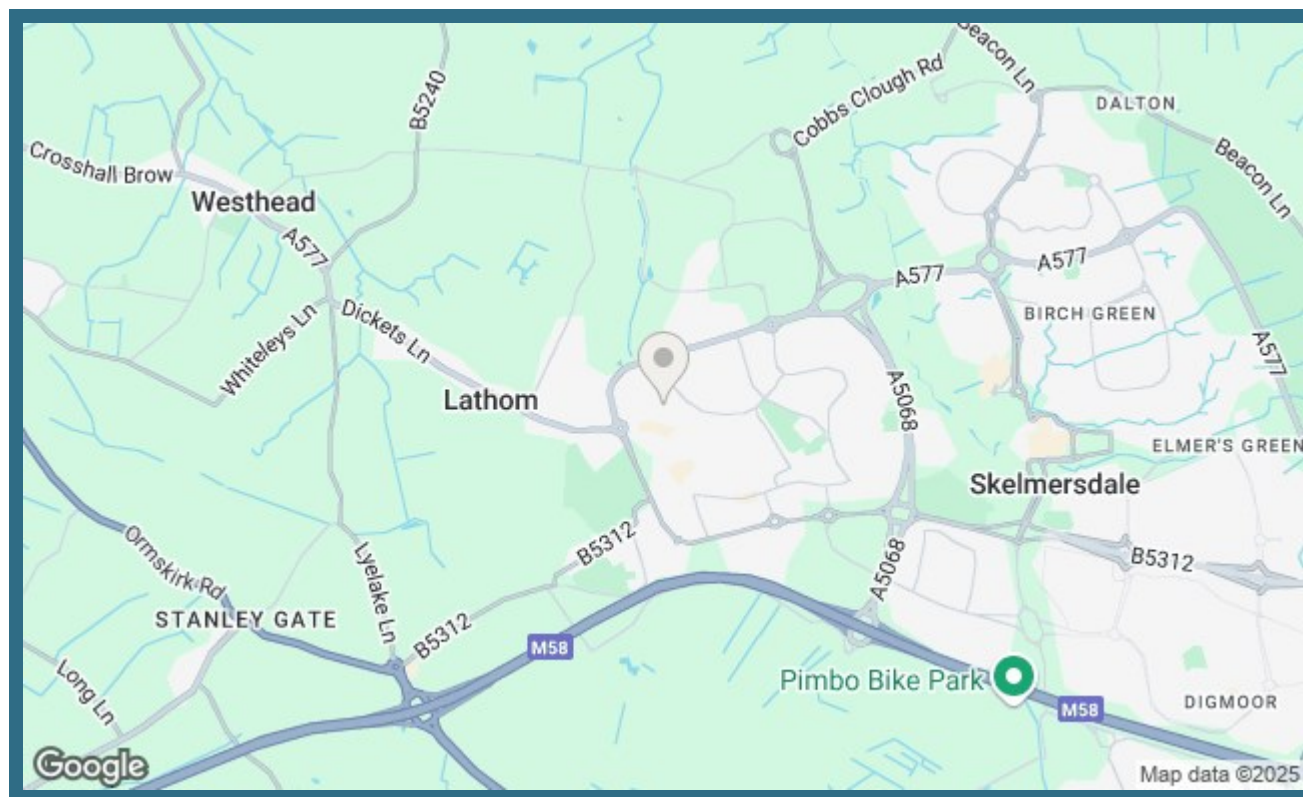 Beacon Ln
Cobbs Clough Rd
DALTON
B5240
Crosshall Brow
Beacon Ln
Westhead
A577
A577
A577
Whiteleys Ln
Dickets Ln
BIRCH GREEN
A577
Lathom
A5068
ELMER'S GREEN
Skelmersdale
Ormskirk Rd
Lyelake Ln
B5312
A5068
B5312
STANLEY GATE
B5312
M58
Long Ln
Pimbo Bike Park
M58
DIGMOOR
Google
Map data ©2025